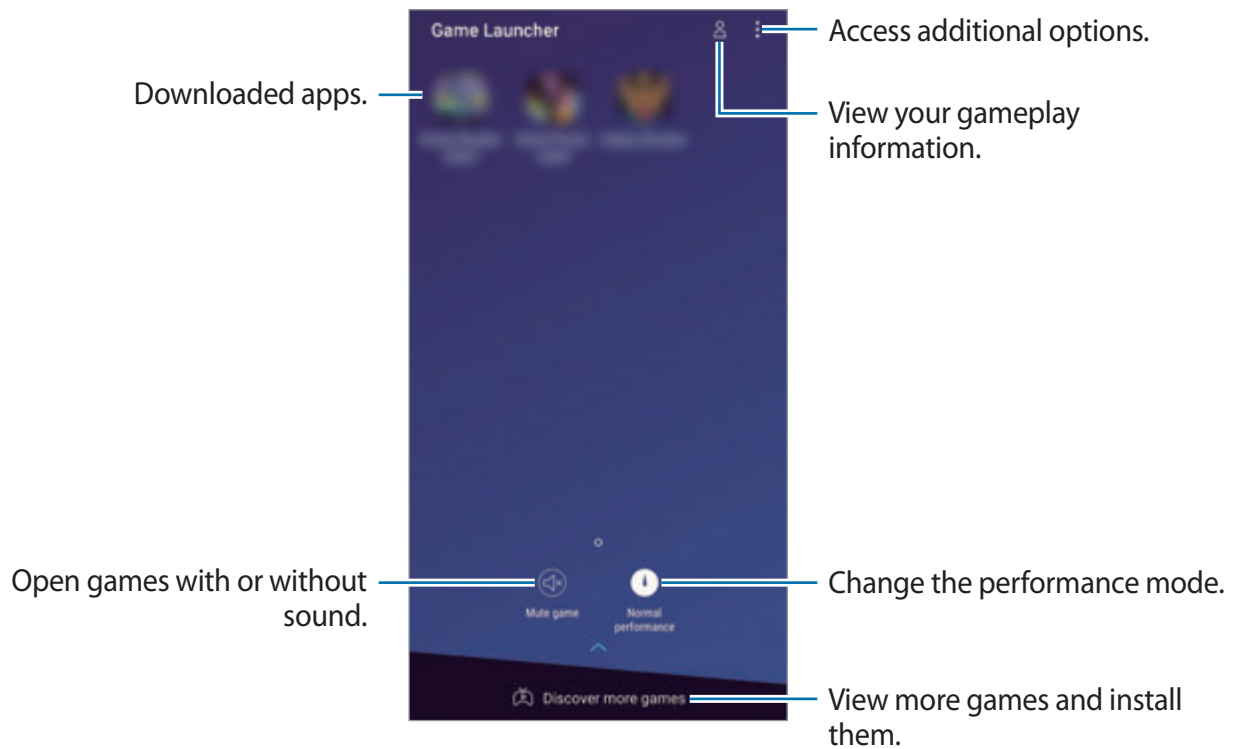 Game Launcher
Access additional options.
Downloaded apps.
View your gameplay
information.
Open games with or without
sound.
Mute game
Normal
performance
Change the performance mode.
Discover more games
View more games and install
them.